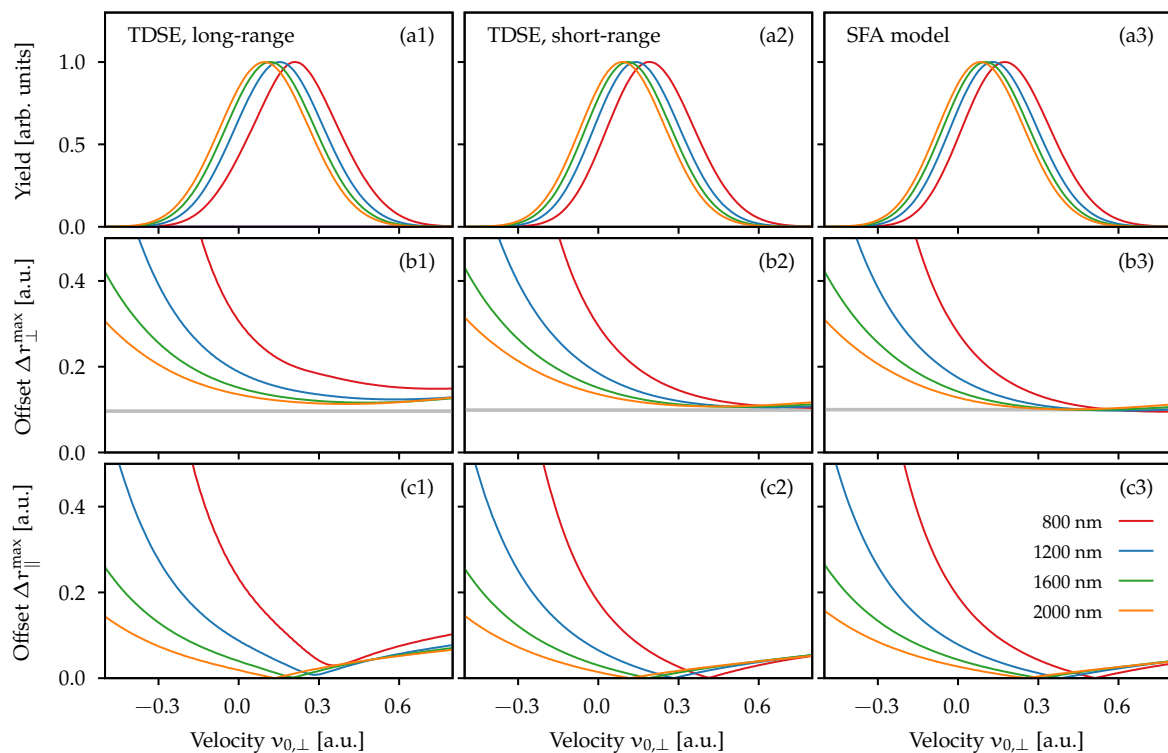 TDSE, long-range (a1) TDSE, short-range (a2) SFA model (a3)
Yield [arb. units]
1.0
0.5
0.0
(b1) (b2) (b3)
Offset Δr⊥^max [a.u.]
0.4
0.2
0.0
(c1) (c2) (c3)
Offset Δr∥^max [a.u.]
0.4
0.2
0.0
800 nm
1200 nm
1600 nm
2000 nm
−0.3 0.0 0.3 0.6 −0.3 0.0 0.3 0.6 −0.3 0.0 0.3 0.6
Velocity v0,⊥ [a.u.] Velocity v0,⊥ [a.u.] Velocity v0,⊥ [a.u.]